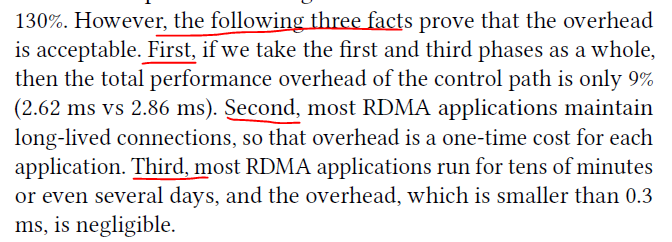 130%. However, the following three facts prove that the overhead
is acceptable. First, if we take the first and third phases as a whole,
then the total performance overhead of the control path is only 9%
(2.62 ms vs 2.86 ms). Second, most RDMA applications maintain
long-lived connections, so that overhead is a one-time cost for each
application. Third, most RDMA applications run for tens of minutes
or even several days, and the overhead, which is smaller than 0.3
ms, is negligible.